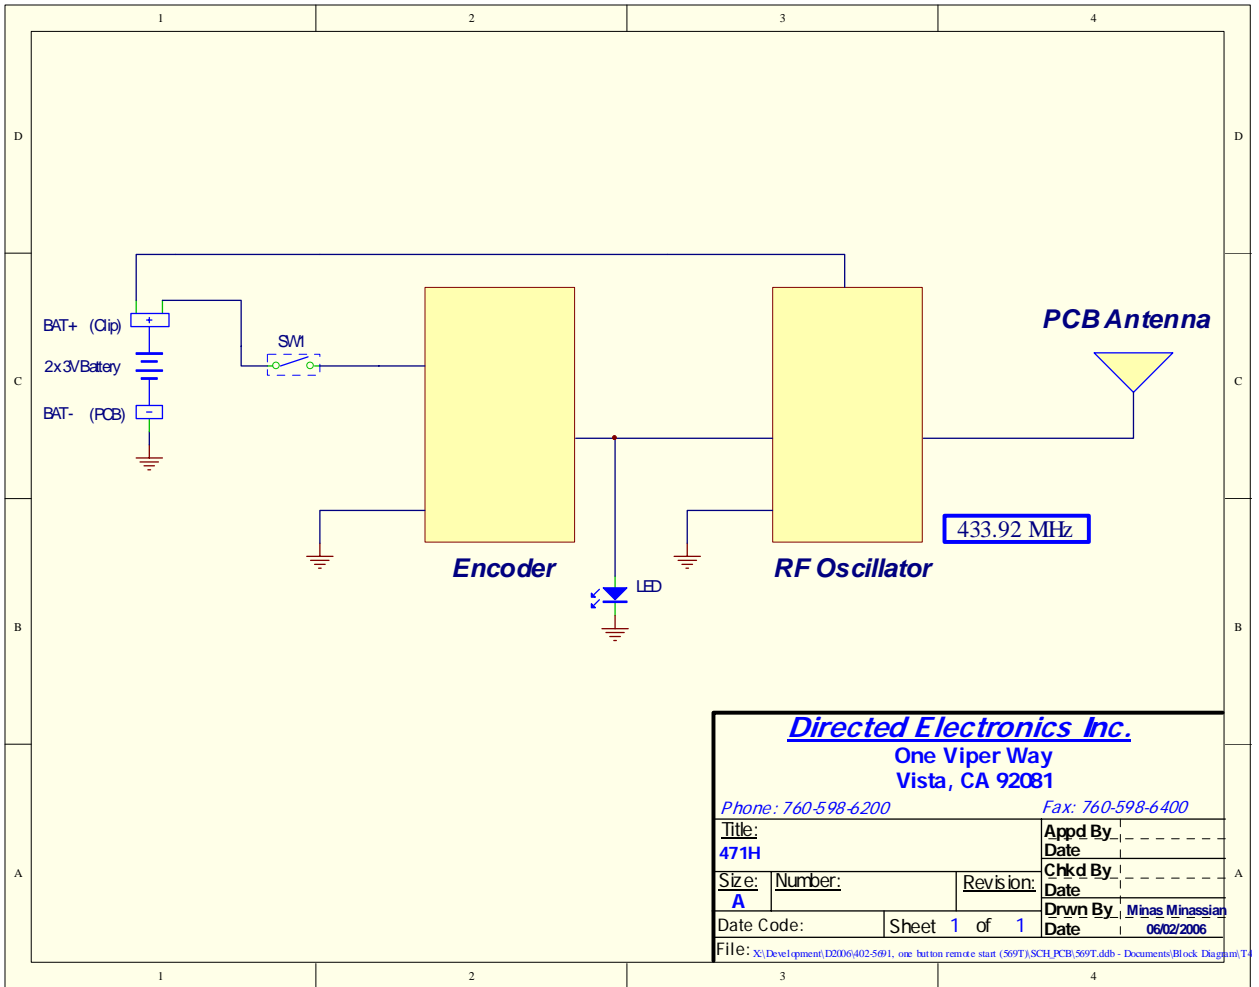 1 2 3 4
D D
C C
B B
A A
BAT+ (Clip)
+
2x3V Battery
BAT- (PCB)
-
SW1
Encoder
LED
RF Oscillator
433.92 MHz
PCB Antenna
Directed Electronics Inc.
One Viper Way
Vista, CA 92081
Phone: 760-598-6200 Fax: 760-598-6400
Title:
471H
Appd By
Date
Size: Number: Revision:
A
Chkd By
Date
Date Code: Sheet 1 of 1
Drwn By Minas Minassian
Date 06/02/2006
File: X:\Development\D2006\402-5691, one button remote start (569T)\SCH_PCB\569T.ddb - Documents\Block Diagram\T4
1 2 3 4